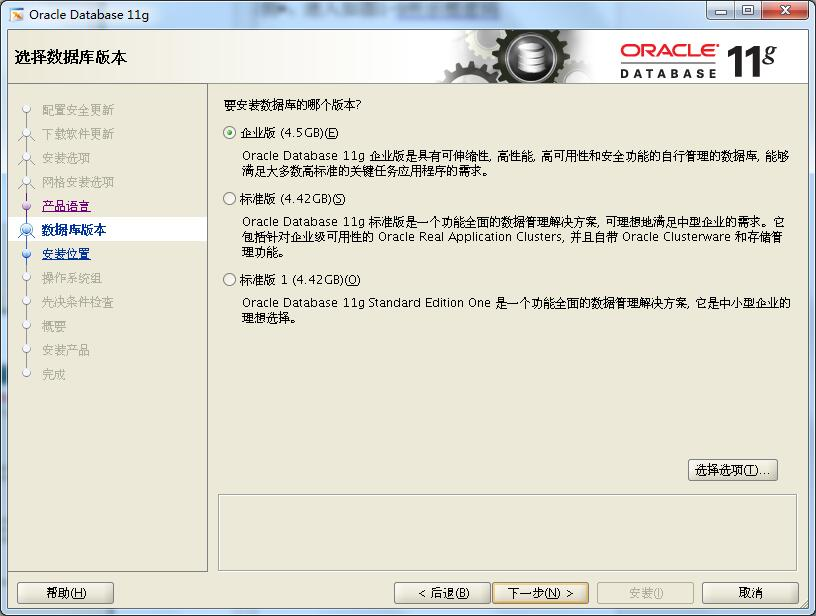 Oracle Database 11g
选择数据库版本
ORACLE
DATABASE
11g
配置安全更新
下载软件更新
安装选项
网格安装选项
产品语言
数据库版本
安装位置
操作系统组
先决条件检查
概要
安装产品
完成
要安装数据库的哪个版本?
企业版 (4.5GB)(E)
Oracle Database 11g 企业版是具有可伸缩性, 高性能, 高可用性和安全功能的自行管理的数据库, 能够
满足大多数高标准的关键任务应用程序的需求。
标准版 (4.42GB)(S)
Oracle Database 11g 标准版是一个功能全面的数据管理解决方案, 可理想地满足中型企业的需求。它
包括针对企业级可用性的 Oracle Real Application Clusters, 并且自带 Oracle Clusterware 和存储管
理功能。
标准版 1 (4.42GB)(O)
Oracle Database 11g Standard Edition One 是一个功能全面的数据管理解决方案, 它是中小型企业的
理想选择。
选择选项(T)...
帮助(H)
< 后退(B)
下一步(N) >
安装(I)
取消